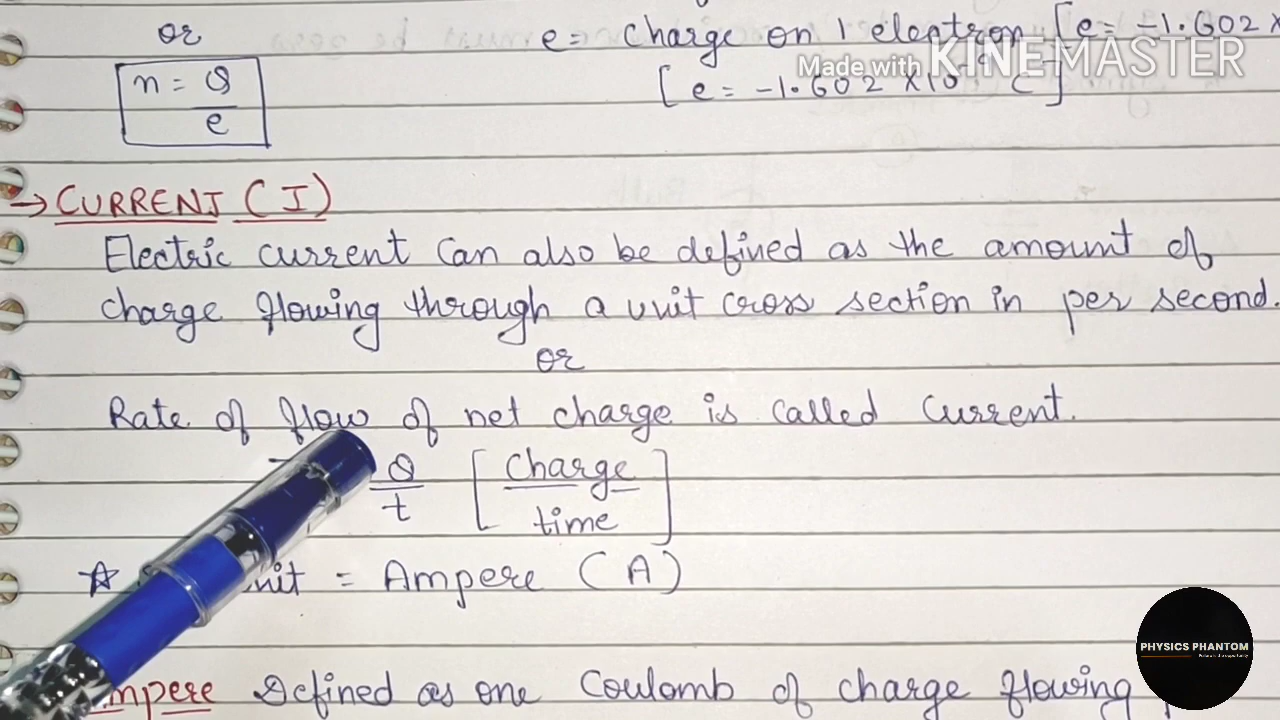 or
e = Charge on 1 electron [e = -1.602 ×
Made with KINEMASTER
n = Q/e
[e = -1.602 × 10 C]
→ CURRENT (I)
Electric current Can also be defined as the amount of
charge flowing through a unit cross section in per second.
or
Rate of flow of net charge is called Current.
Q/t [Charge/time]
☆ nit = Ampere (A)
PHYSICS PHANTOM
mpere Defined as one Coulomb of charge flowing